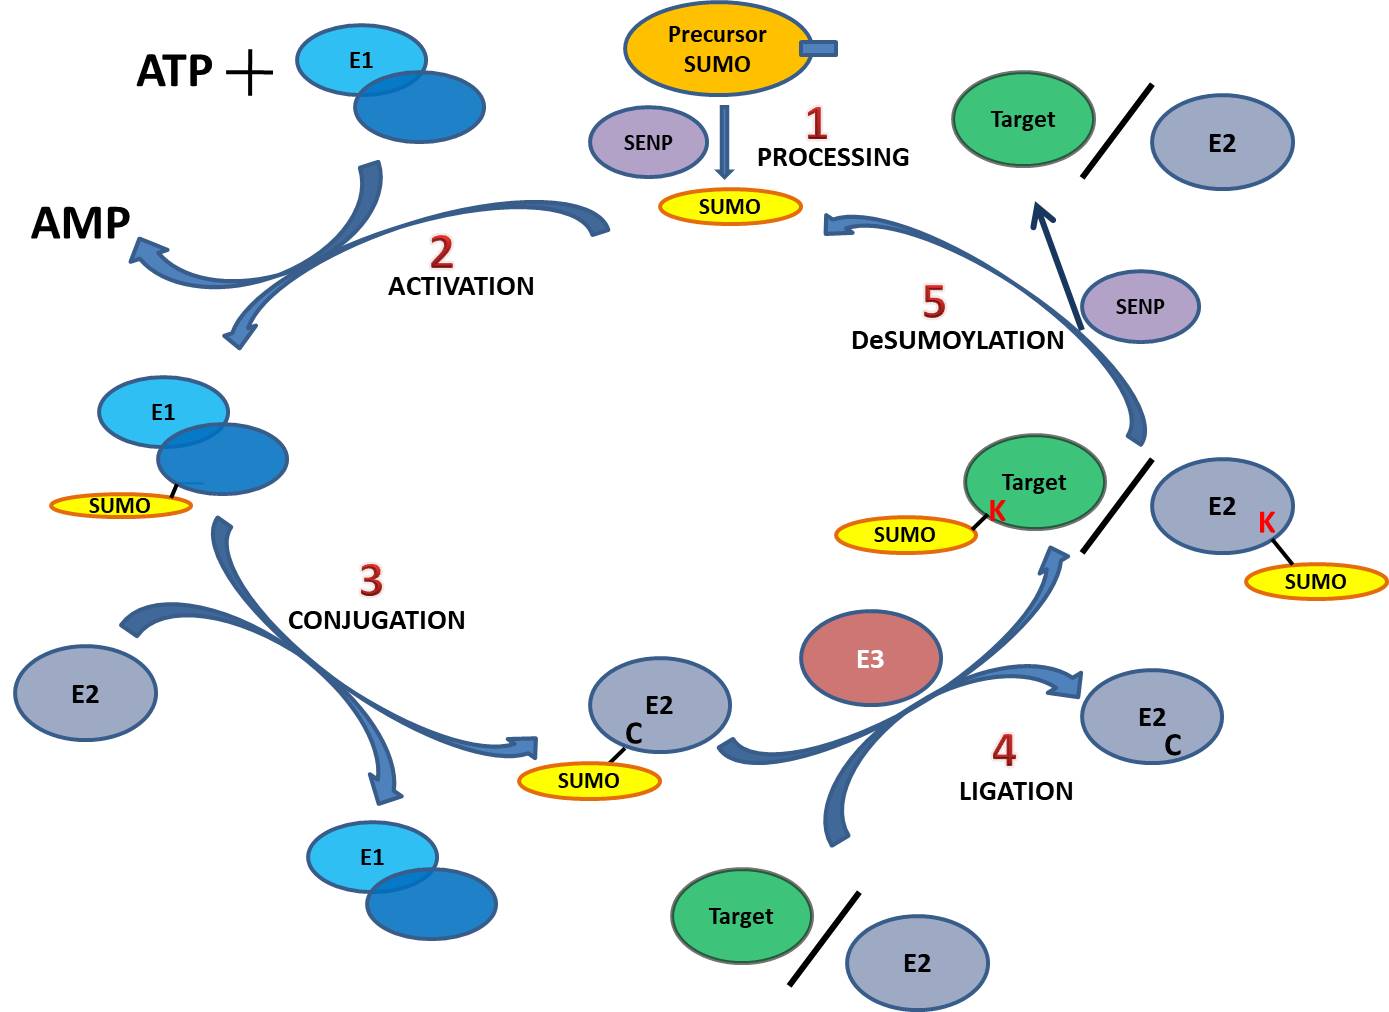 Precursor
SUMO
ATP +
E1
SENP
1
PROCESSING
SUMO
Target
E2
AMP
2
ACTIVATION
5
DeSUMOYLATION
SENP
E1
SUMO
Target
K
SUMO
E2
K
SUMO
3
CONJUGATION
E2
E2
C
SUMO
E3
E2
C
4
LIGATION
E1
Target
E2